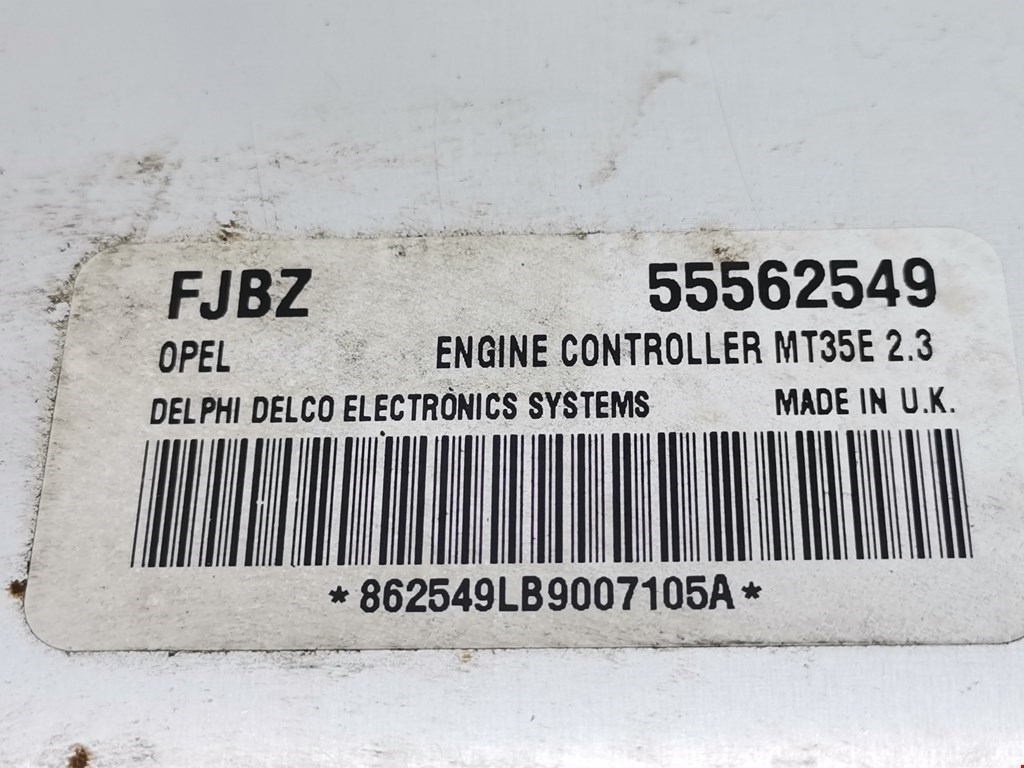 FJBZ 55562549
OPEL ENGINE CONTROLLER MT35E 2.3
DELPHI DELCO ELECTRONICS SYSTEMS MADE IN U.K.
*862549LB9007105A*